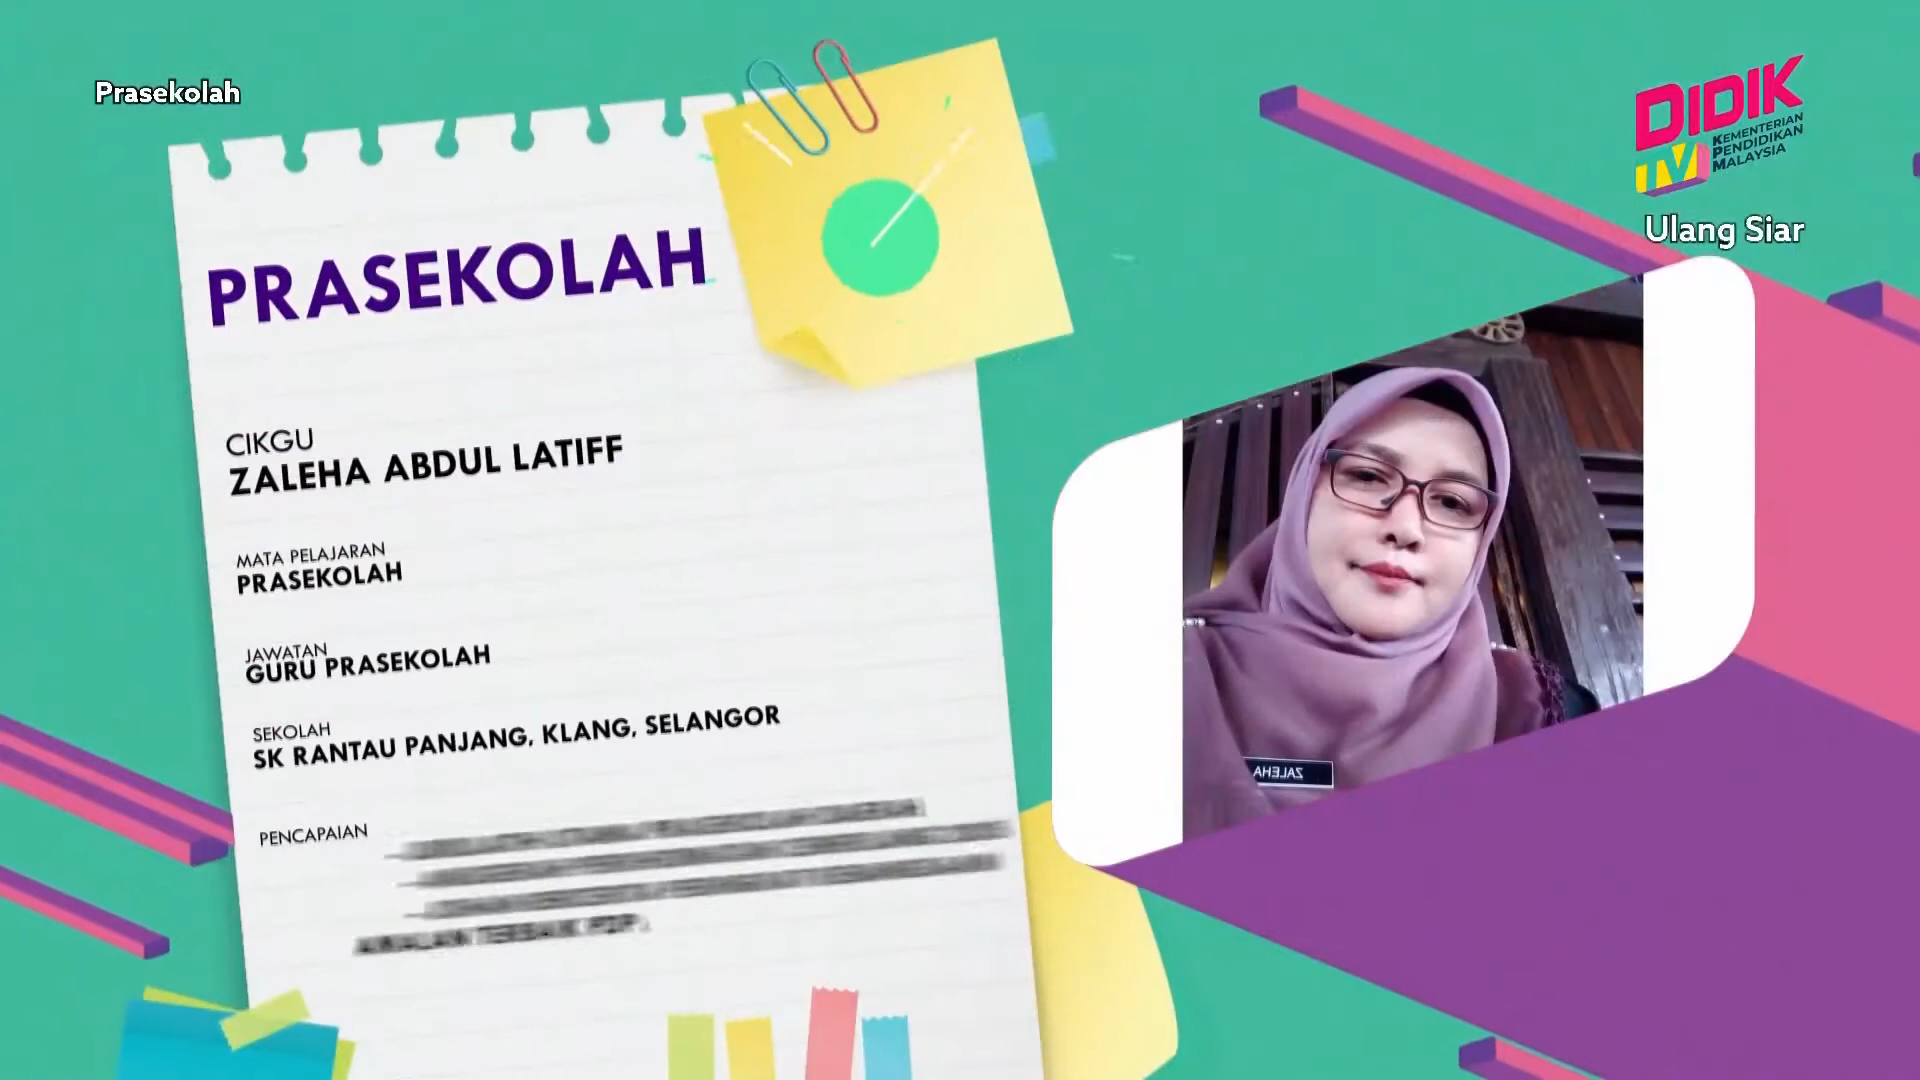 Prasekolah
DIDIK
TV
KEMENTERIAN
PENDIDIKAN
MALAYSIA
Ulang Siar
PRASEKOLAH
CIKGU
ZALEHA ABDUL LATIFF
MATA PELAJARAN
PRASEKOLAH
JAWATAN
GURU PRASEKOLAH
SEKOLAH
SK RANTAU PANJANG, KLANG, SELANGOR
PENCAPAIAN
ZALEHA